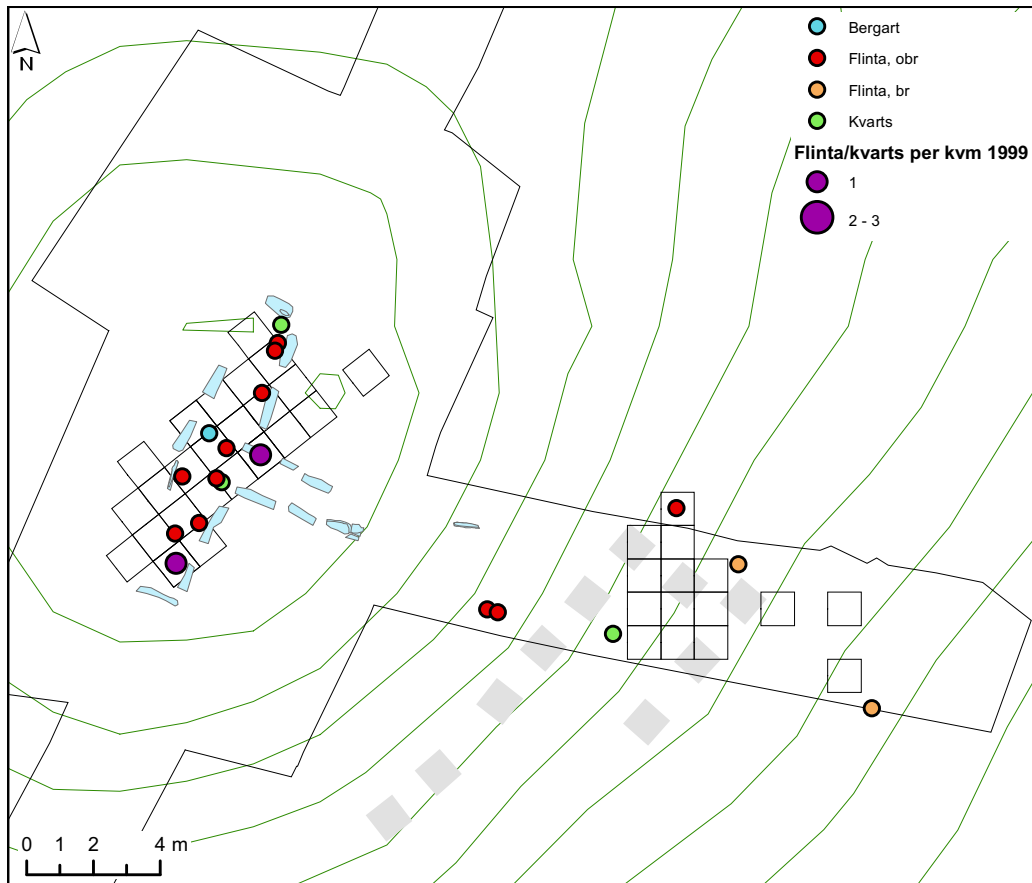 N
Bergart
Flinta, obr
Flinta, br
Kvarts
Flinta/kvarts per kvm 1999
1
2 - 3
0 1 2 4 m